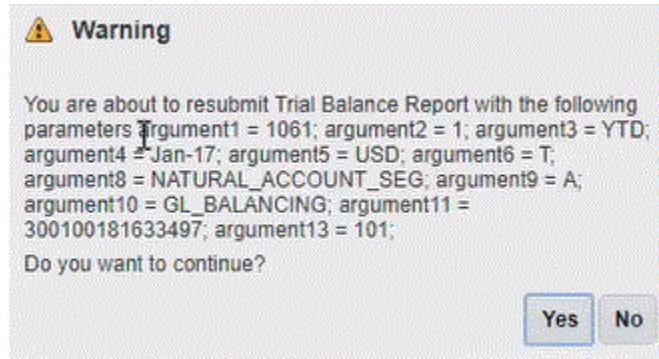 Warning
You are about to resubmit Trial Balance Report with the following
parameters argument1 = 1061; argument2 = 1; argument3 = YTD;
argument4 = Jan-17; argument5 = USD; argument6 = T;
argument8 = NATURAL_ACCOUNT_SEG; argument9 = A;
argument10 = GL_BALANCING; argument11 =
300100181633497; argument13 = 101;
Do you want to continue?
Yes No